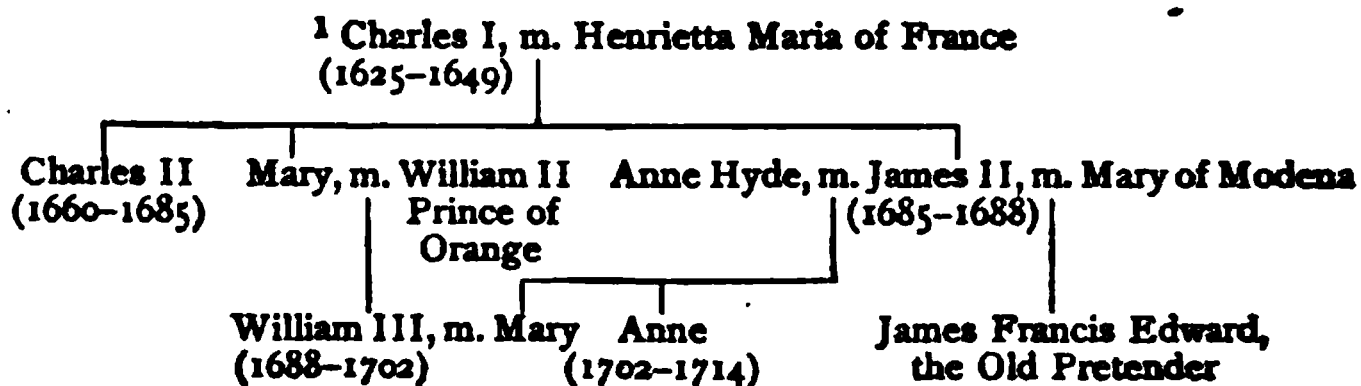 1 Charles I, m. Henrietta Maria of France
(1625–1649)
Charles II Mary, m. William II Anne Hyde, m. James II, m. Mary of Modena
(1660–1685) Prince of (1685–1688)
Orange
William III, m. Mary Anne James Francis Edward,
(1688–1702) (1702–1714) the Old Pretender